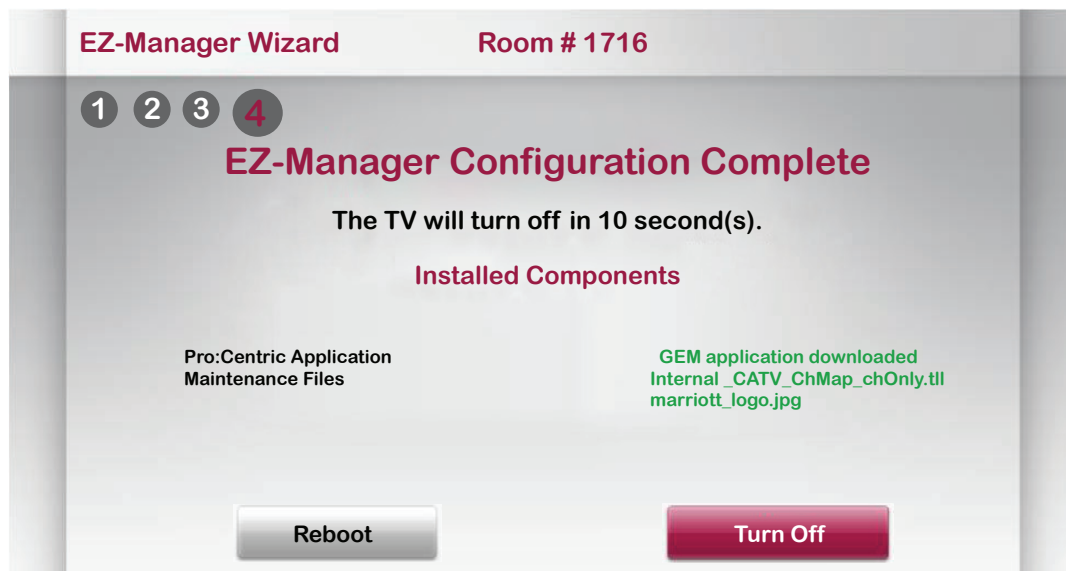 EZ-Manager Wizard Room # 1716
1 2 3 4
EZ-Manager Configuration Complete
The TV will turn off in 10 second(s).
Installed Components
Pro:Centric Application GEM application downloaded
Maintenance Files Internal _CATV_ChMap_chOnly.tll
marriott_logo.jpg
Reboot Turn Off